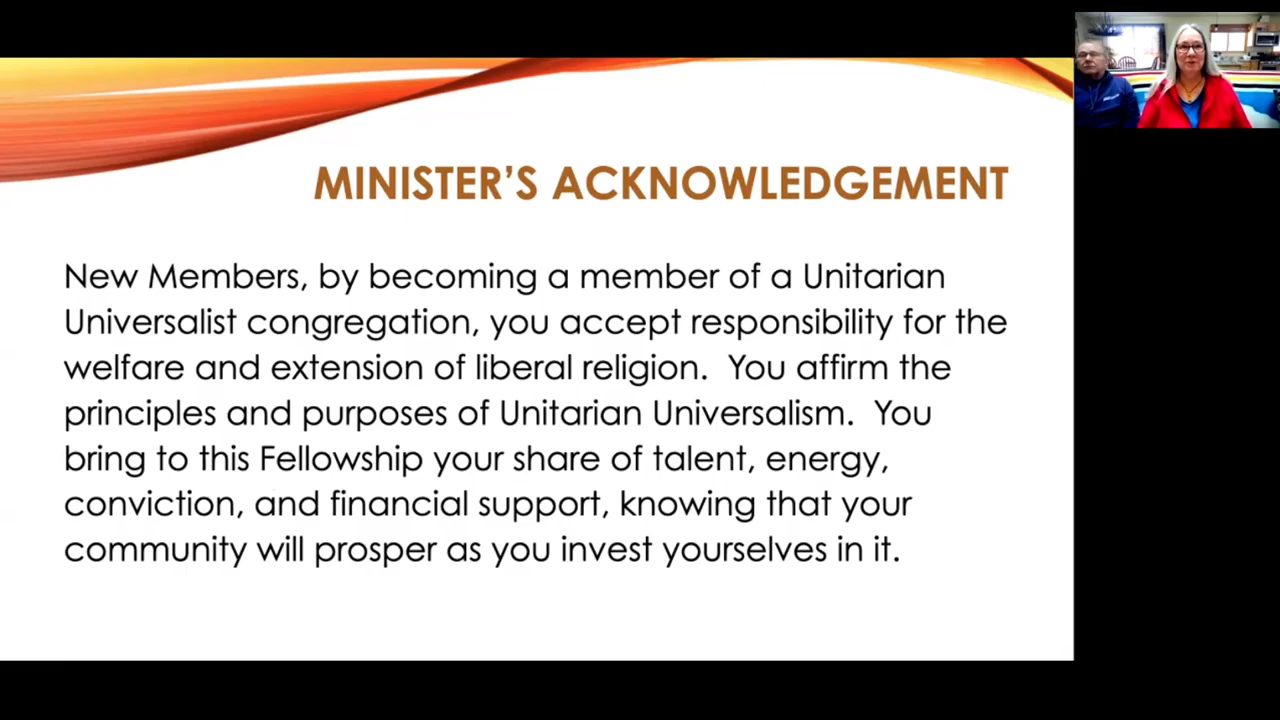 MINISTER'S ACKNOWLEDGEMENT
New Members, by becoming a member of a Unitarian
Universalist congregation, you accept responsibility for the
welfare and extension of liberal religion.  You affirm the
principles and purposes of Unitarian Universalism.  You
bring to this Fellowship your share of talent, energy,
conviction, and financial support, knowing that your
community will prosper as you invest yourselves in it.